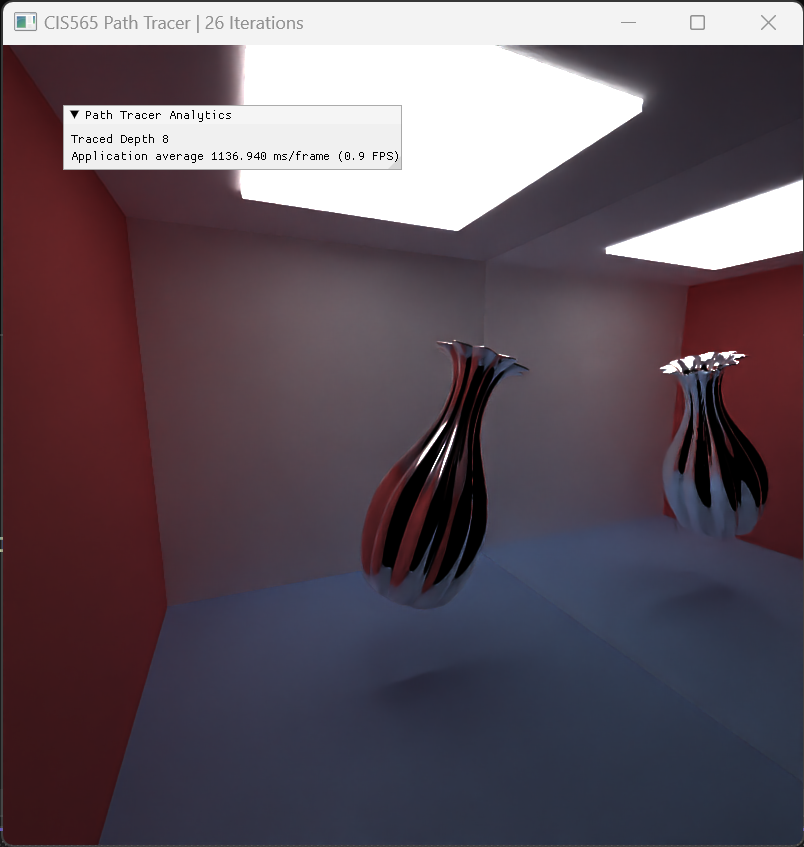 CIS565 Path Tracer | 26 Iterations
Path Tracer Analytics
Traced Depth 8
Application average 1136.940 ms/frame (0.9 FPS)